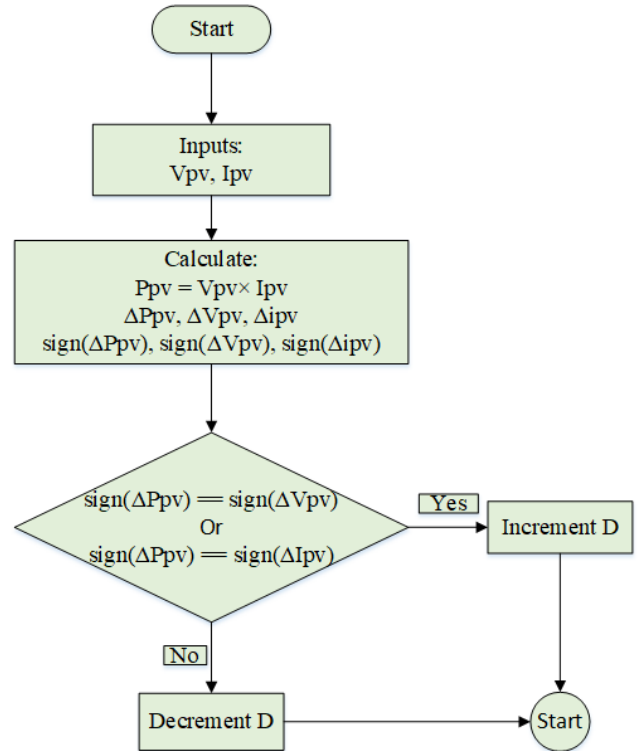 Start
Inputs:
Vpv, Ipv
Calculate:
Ppv = Vpv× Ipv
ΔPpv, ΔVpv, Δipv
sign(ΔPpv), sign(ΔVpv), sign(Δipv)
sign(ΔPpv) == sign(ΔVpv)
Or
sign(ΔPpv) == sign(ΔIpv)
Yes
Increment D
No
Decrement D
Start